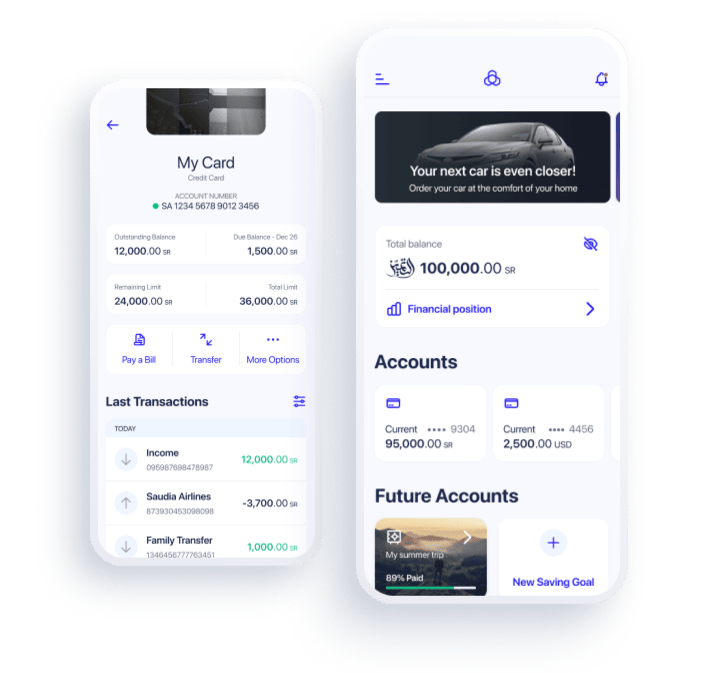 My Card
Credit Card
ACCOUNT NUMBER
SA 1234 5678 9012 3456
Outstanding Balance
12,000.00 SR
Due Balance - Dec 26
1,500.00 SR
Remaining Limit
24,000.00 SR
Total Limit
36,000.00 SR
Pay a Bill
Transfer
More Options
Last Transactions
TODAY
Income
095987698478987
12,000.00 SR
Saudia Airlines
873930453098098
-3,700.00 SR
Family Transfer
1346456777763451
1,000.00 SR
Your next car is even closer!
Order your car at the comfort of your home
Total balance
100,000.00 SR
Financial position
Accounts
Current •••• 9304
95,000.00 SR
Current •••• 4456
2,500.00 USD
Future Accounts
My summer trip
89% Paid
New Saving Goal